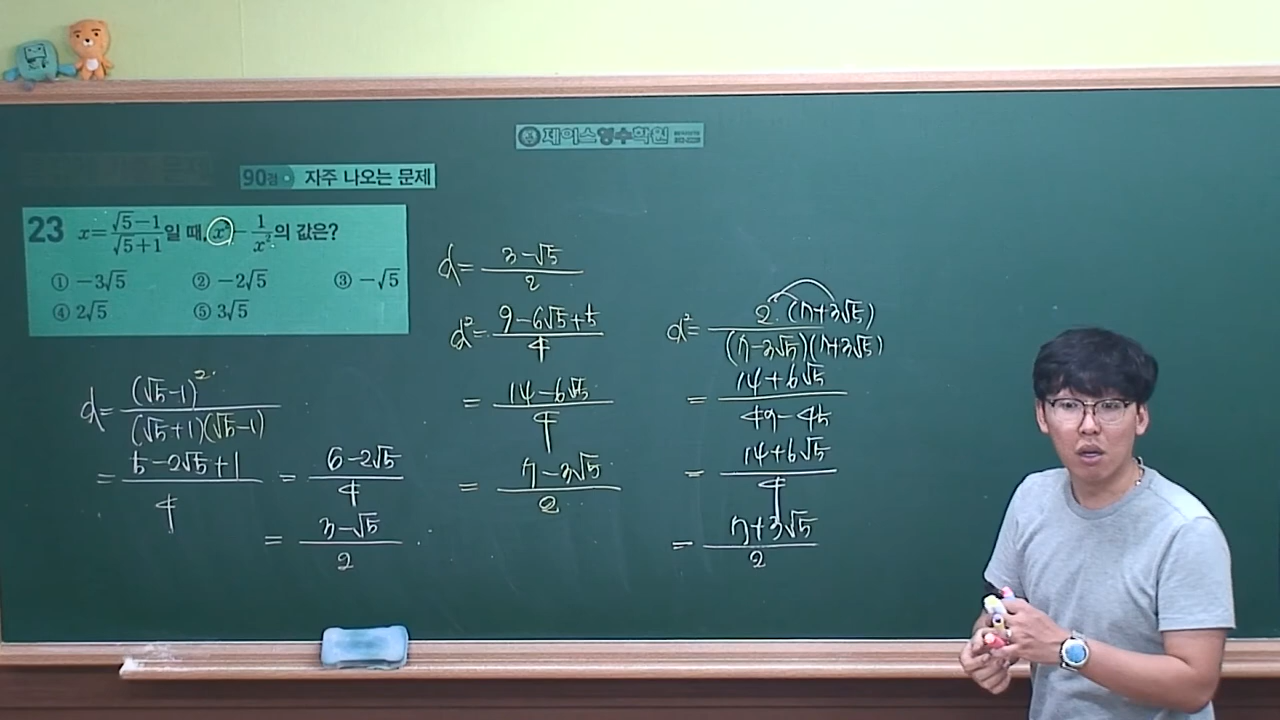 제이스영수학원
90점 자주 나오는 문제
23 x=(√5-1)/(√5+1)일 때, x²-1/x²의 값은?
① -3√5 ② -2√5 ③ -√5
④ 2√5 ⑤ 3√5
x=(√5-1)²/(√5+1)(√5-1)
=(5-2√5+1)/4 =(6-2√5)/4
=(3-√5)/2
x=(3-√5)/2
x²=(9-6√5+5)/4
=(14-6√5)/4
=(7-3√5)/2
x²=2·(7+3√5)/(7-3√5)(7+3√5)
=(14+6√5)/(49-45)
=(14+6√5)/4
=(7+3√5)/2